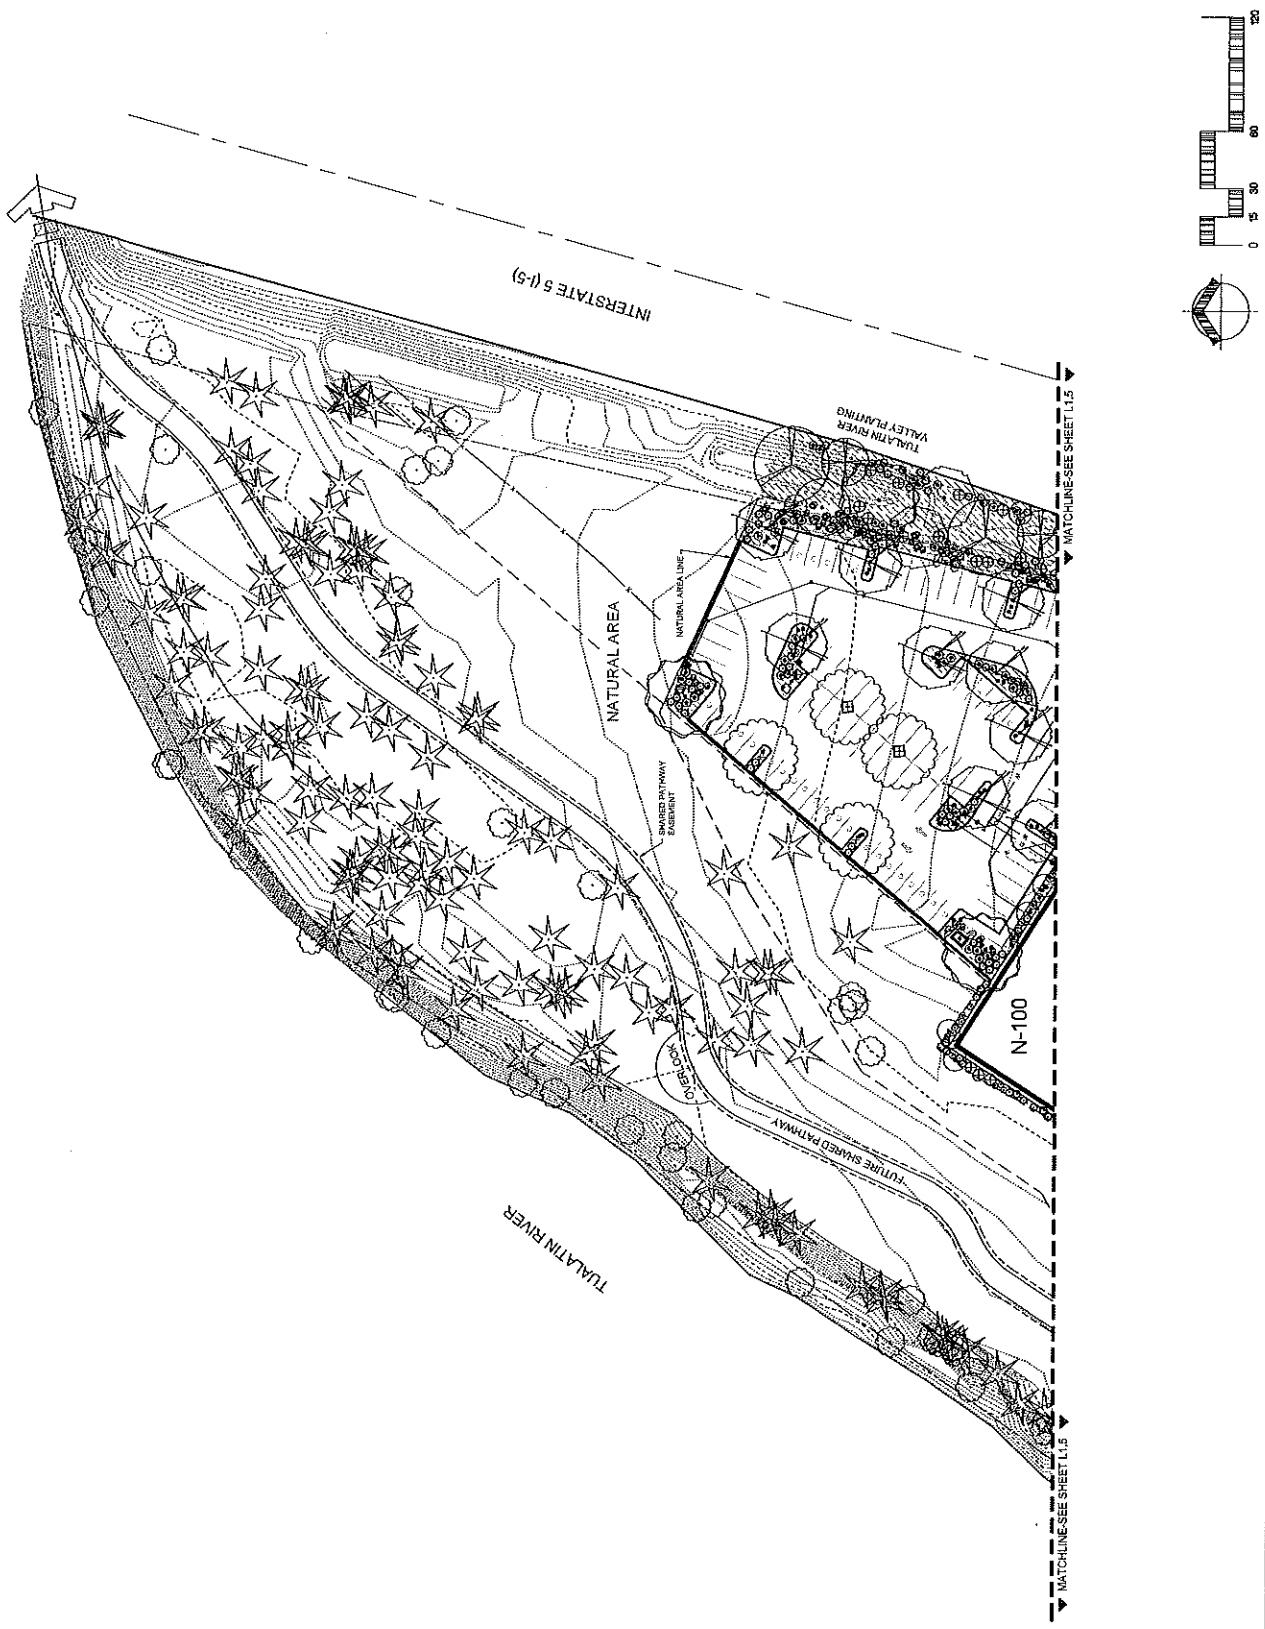 120
60
30
15
0
INTERSTATE 5 (I-5)
MATCHLINE-SEE SHEET L1.5
TUALATIN RIVER
VALLEY PLANTING
NATURAL AREA LINE
NATURAL AREA
SHARED PATHWAY
EASEMENT
N-100
OVERLOOK
FUTURE SHARED PATHWAY
TUALATIN RIVER
MATCHLINE-SEE SHEET L1.5